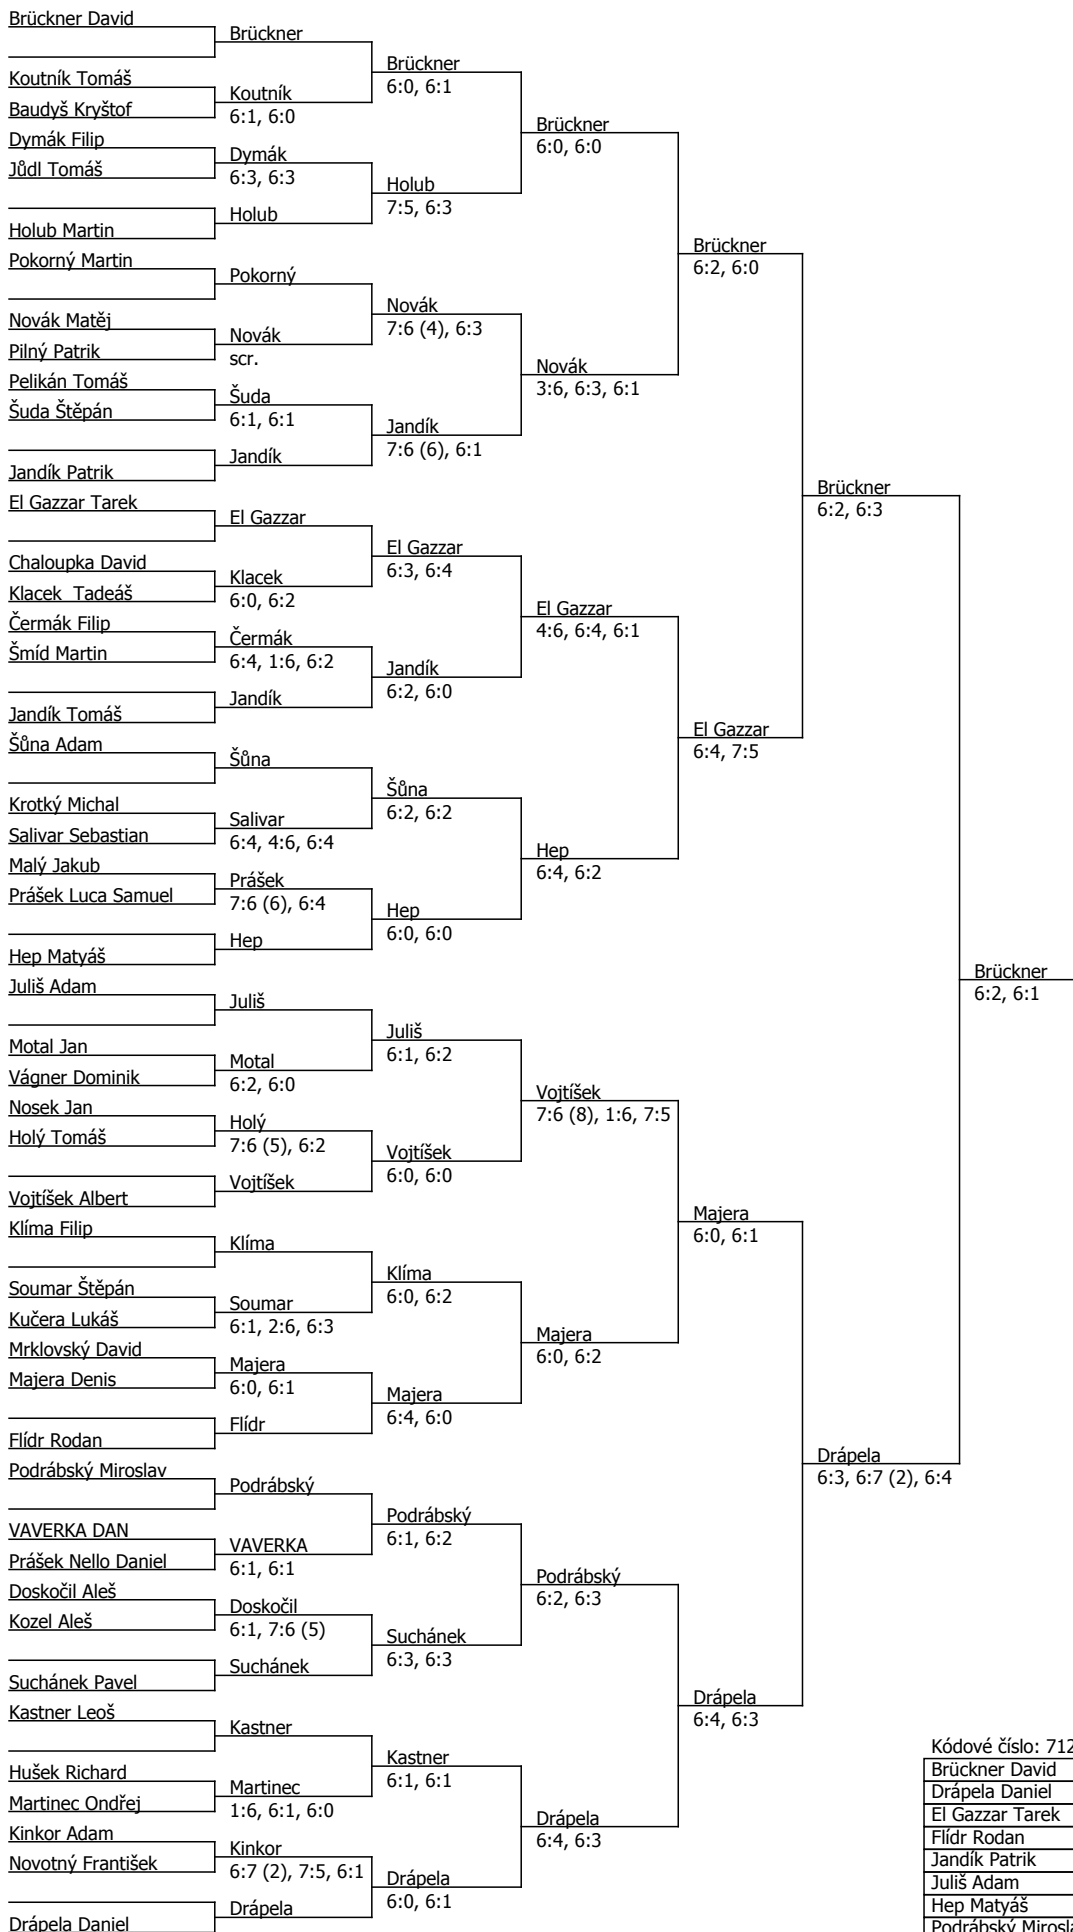 Brückner David
Brückner
Brückner
6:0, 6:1
Koutník Tomáš
Koutník
Baudyš Kryštof
6:1, 6:0
Brückner
6:0, 6:0
Dymák Filip
Dymák
Jůdl Tomáš
6:3, 6:3
Holub
7:5, 6:3
Holub
Holub Martin
Brückner
6:2, 6:0
Pokorný Martin
Pokorný
Novák
7:6 (4), 6:3
Novák Matěj
Novák
Pilný Patrik
scr.
Novák
3:6, 6:3, 6:1
Pelikán Tomáš
Šuda
Šuda Štěpán
6:1, 6:1
Jandík
7:6 (6), 6:1
Jandík
Jandík Patrik
Brückner
6:2, 6:3
El Gazzar Tarek
El Gazzar
El Gazzar
6:3, 6:4
Chaloupka David
Klacek
Klacek Tadeáš
6:0, 6:2
El Gazzar
4:6, 6:4, 6:1
Čermák Filip
Čermák
Šmíd Martin
6:4, 1:6, 6:2
Jandík
6:2, 6:0
Jandík
Jandík Tomáš
El Gazzar
6:4, 7:5
Šůna Adam
Šůna
Šůna
6:2, 6:2
Krotký Michal
Salivar
Salivar Sebastian
6:4, 4:6, 6:4
Hep
6:4, 6:2
Malý Jakub
Prášek
Prášek Luca Samuel
7:6 (6), 6:4
Hep
6:0, 6:0
Hep
Hep Matyáš
Brückner
6:2, 6:1
Juliš Adam
Juliš
Juliš
6:1, 6:2
Motal Jan
Motal
Vágner Dominik
6:2, 6:0
Vojtíšek
7:6 (8), 1:6, 7:5
Nosek Jan
Holý
Holý Tomáš
7:6 (5), 6:2
Vojtíšek
6:0, 6:0
Vojtíšek
Vojtíšek Albert
Majera
6:0, 6:1
Klíma Filip
Klíma
Klíma
6:0, 6:2
Soumar Štěpán
Soumar
Kučera Lukáš
6:1, 2:6, 6:3
Majera
6:0, 6:2
Mrklovský David
Majera
Majera Denis
6:0, 6:1
Majera
6:4, 6:0
Flídr
Flídr Rodan
Drápela
6:3, 6:7 (2), 6:4
Podrábský Miroslav
Podrábský
Podrábský
6:1, 6:2
VAVERKA DAN
VAVERKA
Prášek Nello Daniel
6:1, 6:1
Podrábský
6:2, 6:3
Doskočil Aleš
Doskočil
Kozel Aleš
6:1, 7:6 (5)
Suchánek
6:3, 6:3
Suchánek
Suchánek Pavel
Drápela
6:4, 6:3
Kastner Leoš
Kastner
Kastner
6:1, 6:1
Hušek Richard
Martinec
Martinec Ondřej
1:6, 6:1, 6:0
Drápela
6:4, 6:3
Kinkor Adam
Kinkor
Novotný František
6:7 (2), 7:5, 6:1
Drápela
6:0, 6:1
Drápela
Drápela Daniel
Kódové číslo: 712
Brückner David
Drápela Daniel
El Gazzar Tarek
Flídr Rodan
Jandík Patrik
Juliš Adam
Hep Matyáš